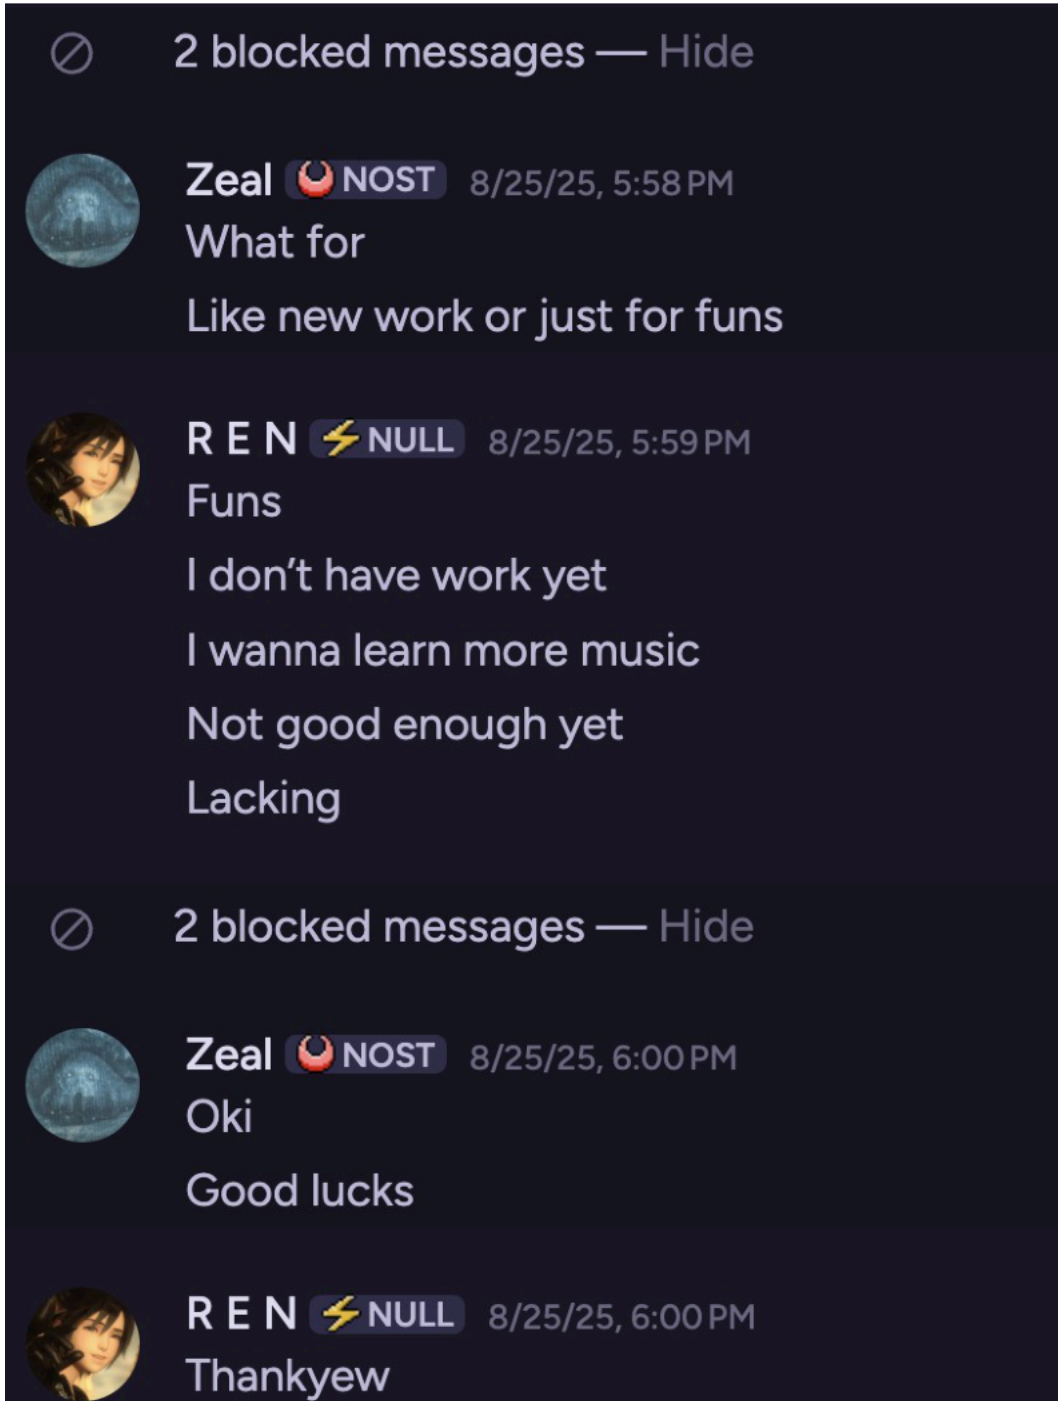 2 blocked messages — Hide
Zeal NOST 8/25/25, 5:58 PM
What for
Like new work or just for funs
R E N NULL 8/25/25, 5:59 PM
Funs
I don’t have work yet
I wanna learn more music
Not good enough yet
Lacking
2 blocked messages — Hide
Zeal NOST 8/25/25, 6:00 PM
Oki
Good lucks
R E N NULL 8/25/25, 6:00 PM
Thankyew